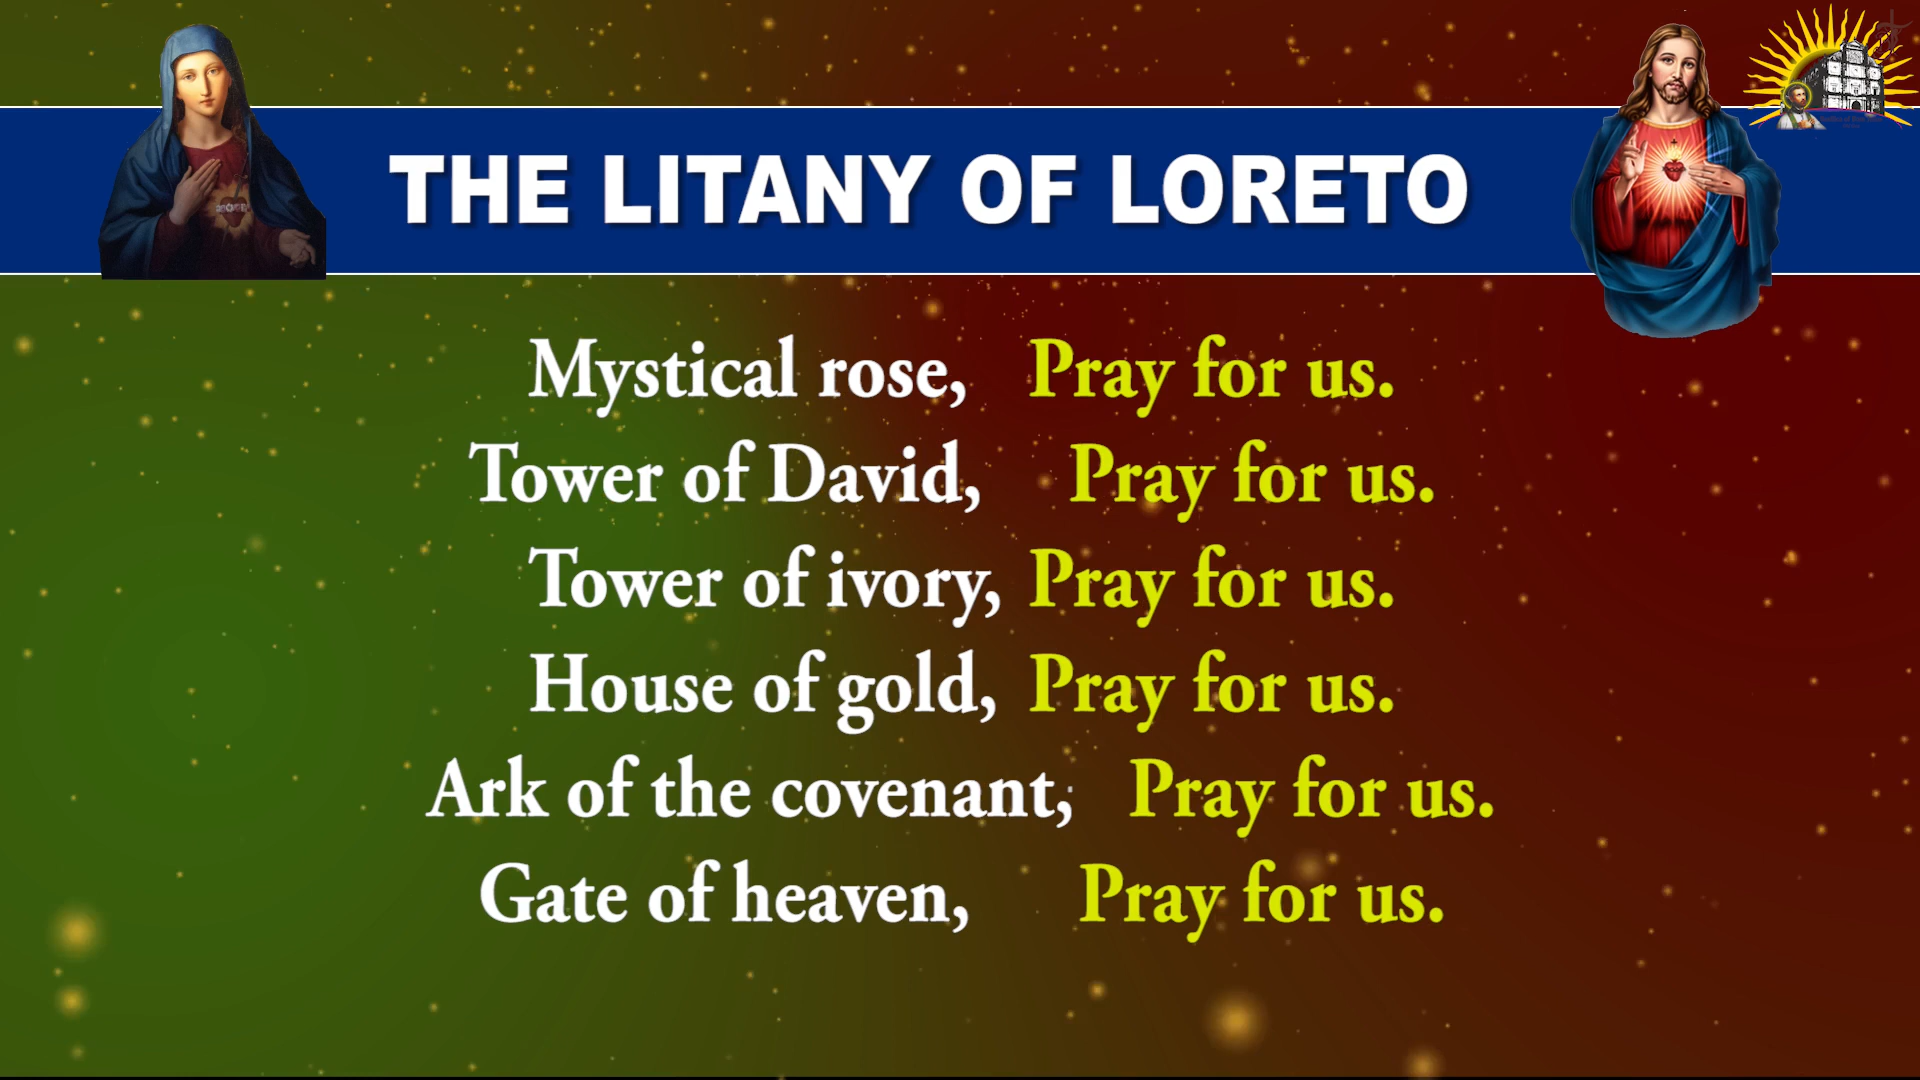 THE LITANY OF LORETO
Mystical rose, Pray for us.
Tower of David, Pray for us.
Tower of ivory, Pray for us.
House of gold, Pray for us.
Ark of the covenant, Pray for us.
Gate of heaven, Pray for us.